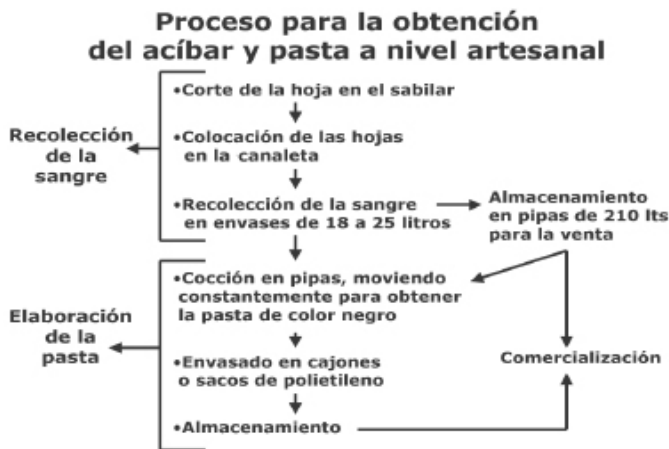 Proceso para la obtención
del acíbar y pasta a nivel artesanal
•Corte de la hoja en el sabilar
Recolección
de la
sangre
•Colocación de las hojas
en la canaleta
•Recolección de la sangre
en envases de 18 a 25 litros
Almacenamiento
en pipas de 210 lts
para la venta
•Cocción en pipas, moviendo
constantemente para obtener
la pasta de color negro
Elaboración
de la
pasta
•Envasado en cajones
o sacos de polietileno
Comercialización
•Almacenamiento